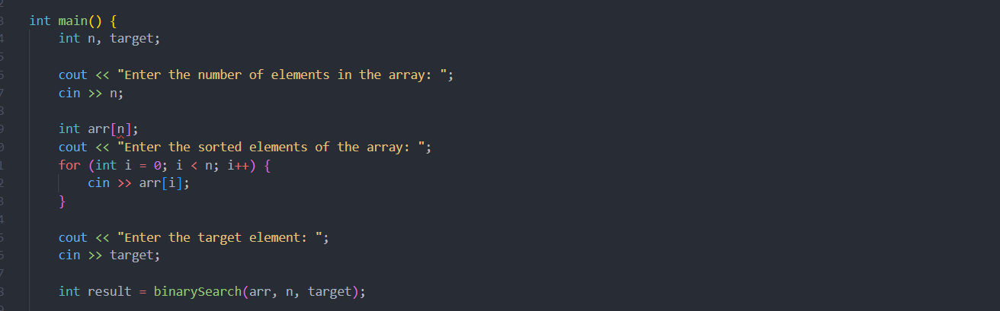 int main() {
    int n, target;
    cout << "Enter the number of elements in the array: ";
    cin >> n;
    int arr[n];
    cout << "Enter the sorted elements of the array: ";
    for (int i = 0; i < n; i++) {
        cin >> arr[i];
    }
    cout << "Enter the target element: ";
    cin >> target;
    int result = binarySearch(arr, n, target);